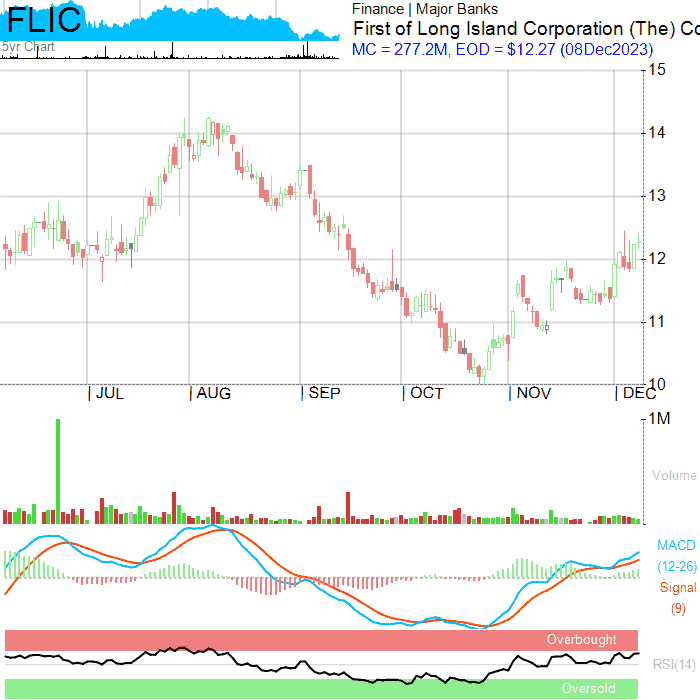 FLIC
5yr Chart
Finance | Major Banks
First of Long Island Corporation (The) Co
MC = 277.2M, EOD = $12.27 (08Dec2023)
15
14
13
12
11
10
JUL AUG SEP OCT NOV DEC
1M
Volume
MACD
(12-26)
Signal
(9)
Overbought
RSI(14)
Oversold